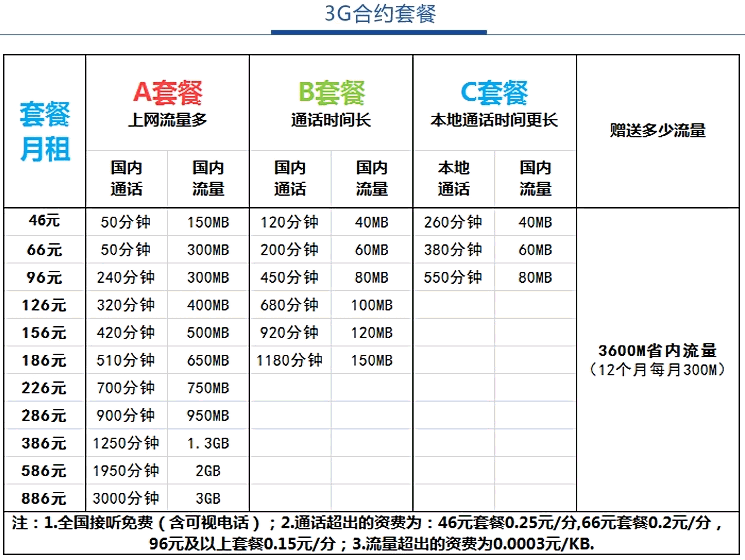 3G合约套餐
套餐
月租
A套餐
上网流量多
B套餐
通话时间长
C套餐
本地通话时间更长
赠送多少流量
国内
通话
国内
流量
国内
通话
国内
流量
本地
通话
国内
流量
46元 50分钟 150MB 120分钟 40MB 260分钟 40MB
66元 50分钟 300MB 200分钟 60MB 380分钟 60MB
96元 240分钟 300MB 450分钟 80MB 550分钟 80MB
126元 320分钟 400MB 680分钟 100MB
156元 420分钟 500MB 920分钟 120MB
186元 510分钟 650MB 1180分钟 150MB
226元 700分钟 750MB
286元 900分钟 950MB
386元 1250分钟 1.3GB
586元 1950分钟 2GB
886元 3000分钟 3GB
3600M省内流量
（12个月每月300M）
注：1.全国接听免费（含可视电话）；2.通话超出的资费为：46元套餐0.25元/分,66元套餐0.2元/分，
96元及以上套餐0.15元/分；3.流量超出的资费为0.0003元/KB.